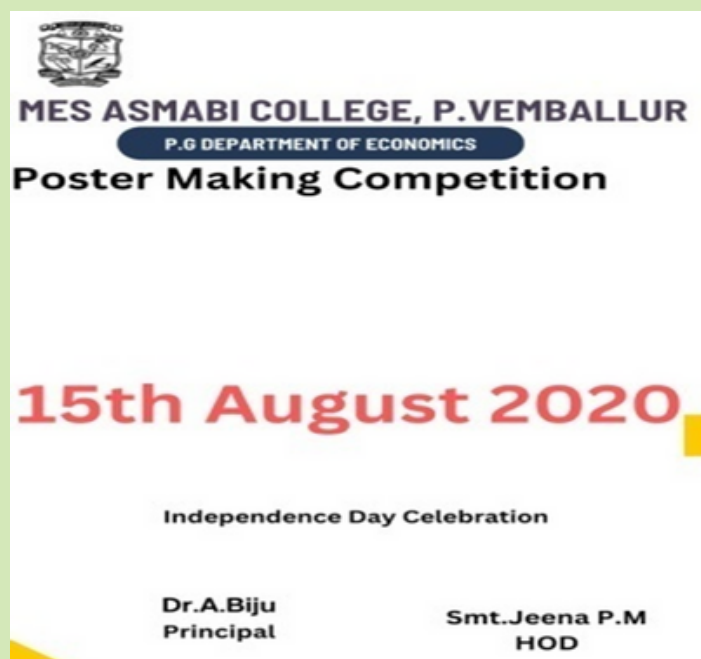 MES ASMABI COLLEGE, P.VEMBALLUR
P.G DEPARTMENT OF ECONOMICS
Poster Making Competition
15th August 2020
Independence Day Celebration
Dr.A.Biju
Principal
Smt.Jeena P.M
HOD